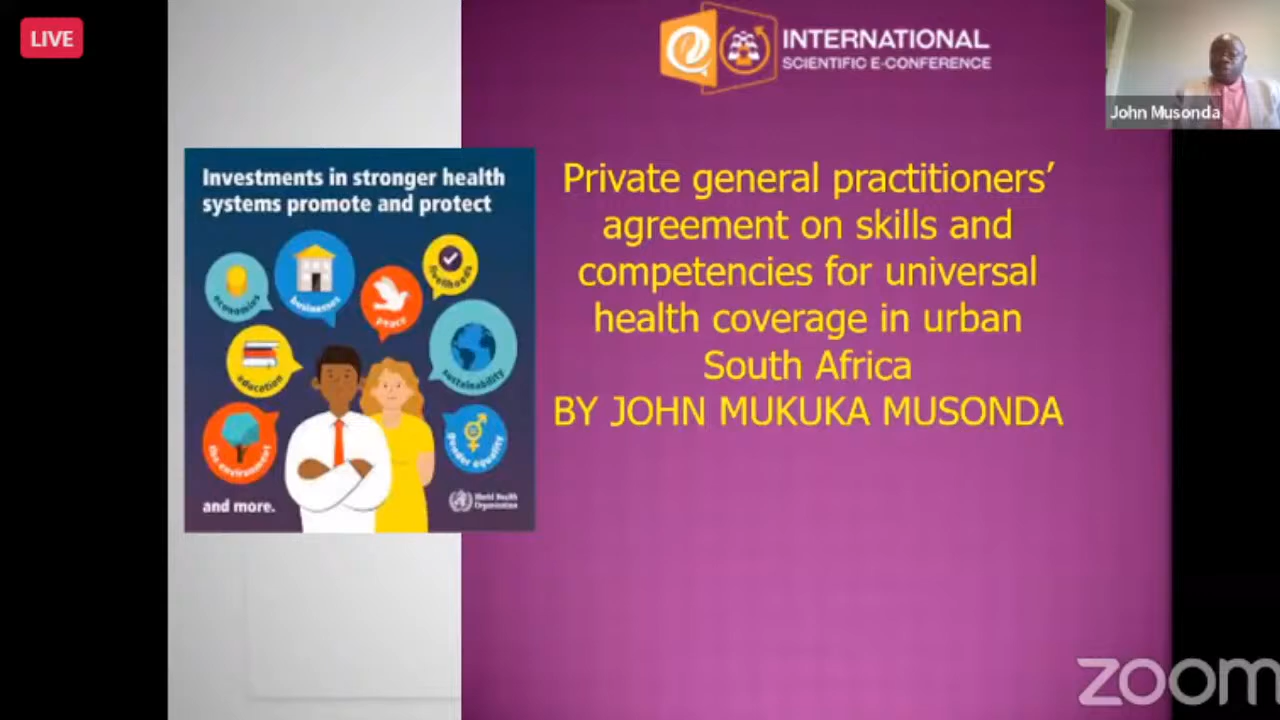 LIVE
INTERNATIONAL
SCIENTIFIC E-CONFERENCE
John Musonda
Investments in stronger health
systems promote and protect
economies
businesses
peace
livelihoods
education
sustainability
the environment
gender equality
and more.
World Health
Organization
Private general practitioners’
agreement on skills and
competencies for universal
health coverage in urban
South Africa
BY JOHN MUKUKA MUSONDA
zoom